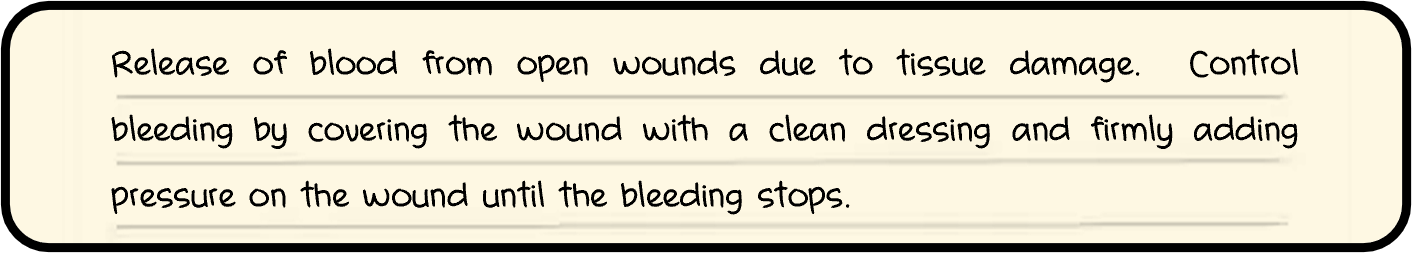 Release of blood from open wounds due to tissue damage. Control
bleeding by covering the wound with a clean dressing and firmly adding
pressure on the wound until the bleeding stops.